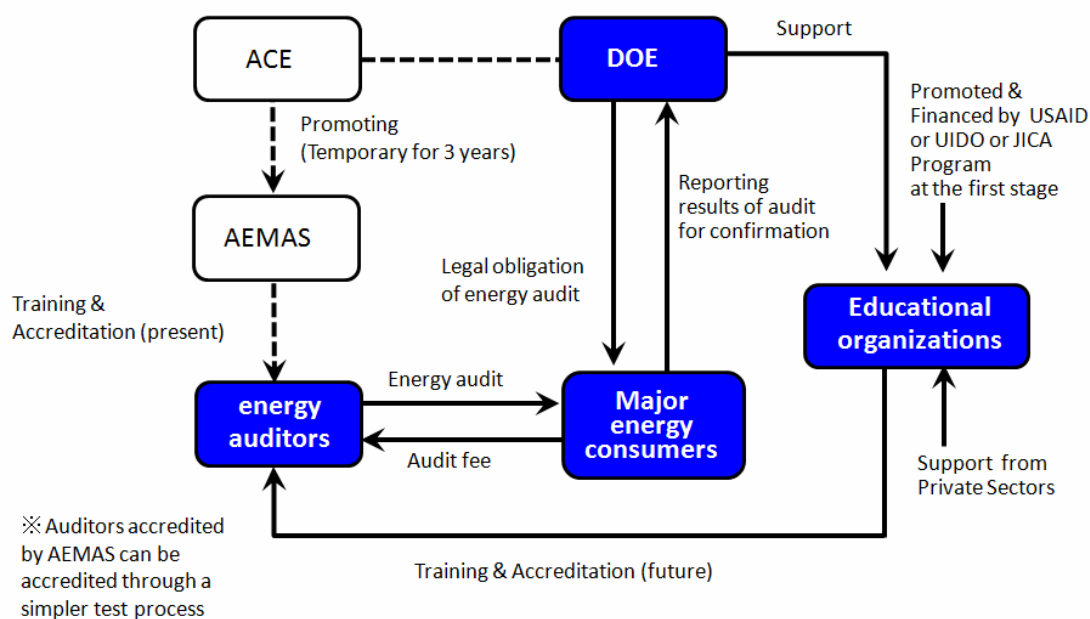 ACE
DOE
Support
Promoting
(Temporary for 3 years)
Promoted &
Financed by USAID
or UIDO or JICA
Program
at the first stage
Reporting
results of audit
for confirmation
AEMAS
Legal obligation
of energy audit
Training &
Accreditation (present)
Educational
organizations
Energy audit
energy
auditors
Major
energy
consumers
Audit fee
Support from
Private Sectors
※ Auditors accredited
by AEMAS can be
accredited through a
simpler test process
Training & Accreditation (future)